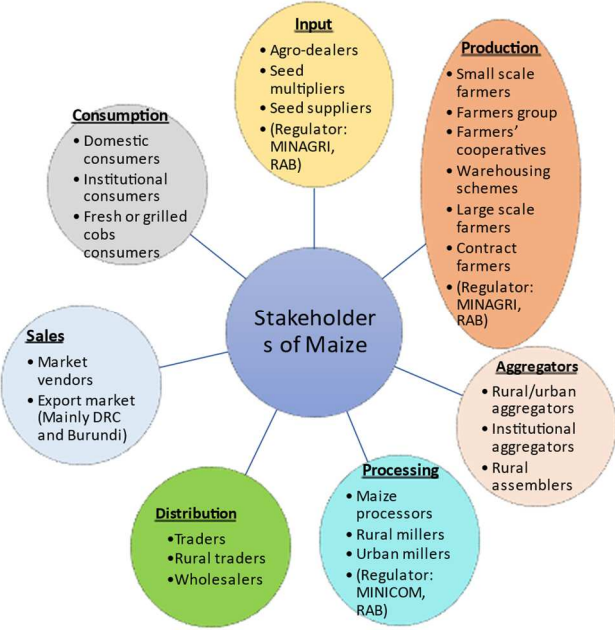 Input
• Agro-dealers
• Seed
multipliers
• Seed suppliers
• (Regulator:
MINAGRI,
RAB)
Production
• Small scale
farmers
• Farmers group
• Farmers’
cooperatives
• Warehousing
schemes
• Large scale
farmers
• Contract
farmers
• (Regulator:
MINAGRI,
RAB)
Aggregators
• Rural/urban
aggregators
• Institutional
aggregators
• Rural
assemblers
Processing
• Maize
processors
• Rural millers
• Urban millers
• (Regulator:
MINICOM,
RAB)
Distribution
•Traders
•Rural traders
•Wholesalers
Sales
• Market
vendors
• Export market
(Mainly DRC
and Burundi)
Consumption
• Domestic
consumers
• Institutional
consumers
• Fresh or grilled
cobs
consumers
Stakeholder
s of Maize